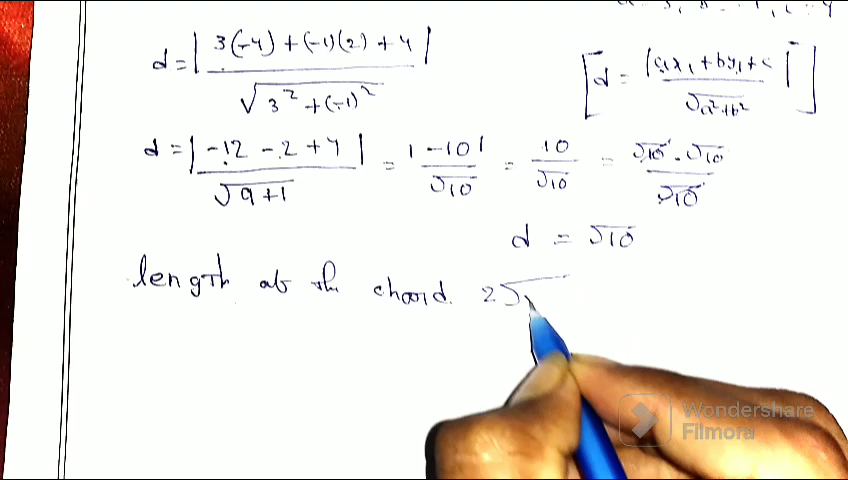 d = | 3(-4) + (-1)(2) + 4 | / √3² + (-1)²
[ d = |ax₁ + by₁ + c | / √a² + b² ]
d = | -12 - 2 + 4 | / √9+1 = | -10 | / √10 = 10 / √10 = √10 . √10 / √10
d = √10
length of the chord 2√
Wondershare
Filmora